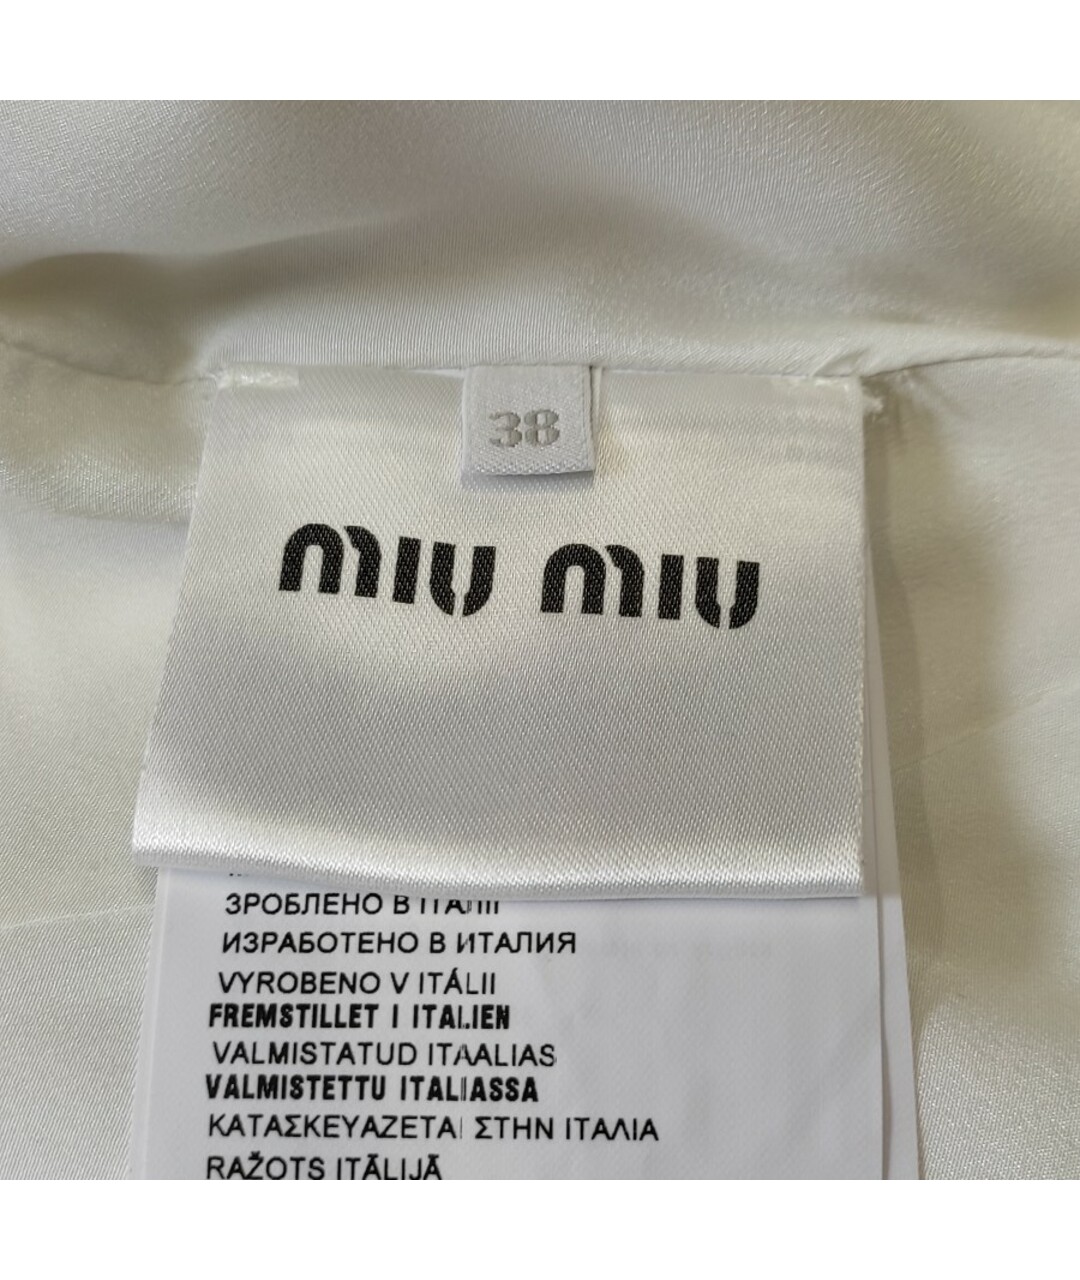 38
miu miu
ЗРОБЛЕНО В ІТАЛІЇ
ИЗРАБОТЕНО В ИТАЛИЯ
VYROBENO V ITÁLII
FREMSTILLET I ITALIEN
VALMISTATUD ITAALIAS
VALMISTETTU ITALIASSA
ΚΑΤΑΣΚΕΥΑΖΕΤΑΙ ΣΤΗΝ ΙΤΑΛΙΑ
RAŽOTS ITĀLIJĀ